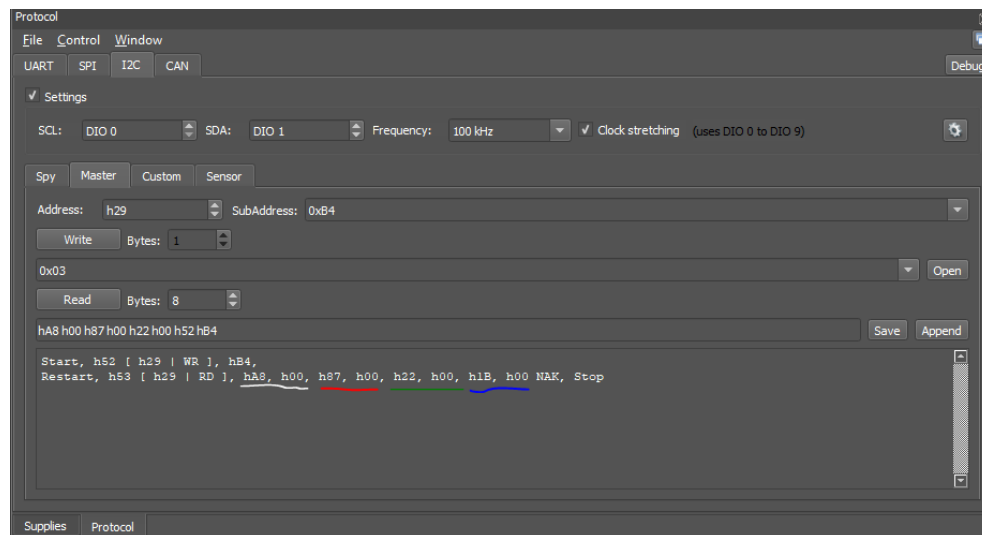 Protocol
File Control Window
UART SPI I2C CAN Debug
Settings
SCL: DIO 0 SDA: DIO 1 Frequency: 100 kHz Clock stretching (uses DIO 0 to DIO 9)
Spy Master Custom Sensor
Address: h29 SubAddress: 0xB4
Write Bytes: 1
0x03 Open
Read Bytes: 8
hA8 h00 h87 h00 h22 h00 h52 hB4 Save Append
Start, h52 [ h29 | WR ], hB4,
Restart, h53 [ h29 | RD ], hA8, h00, h87, h00, h22, h00, h1B, h00 NAK, Stop
Supplies Protocol